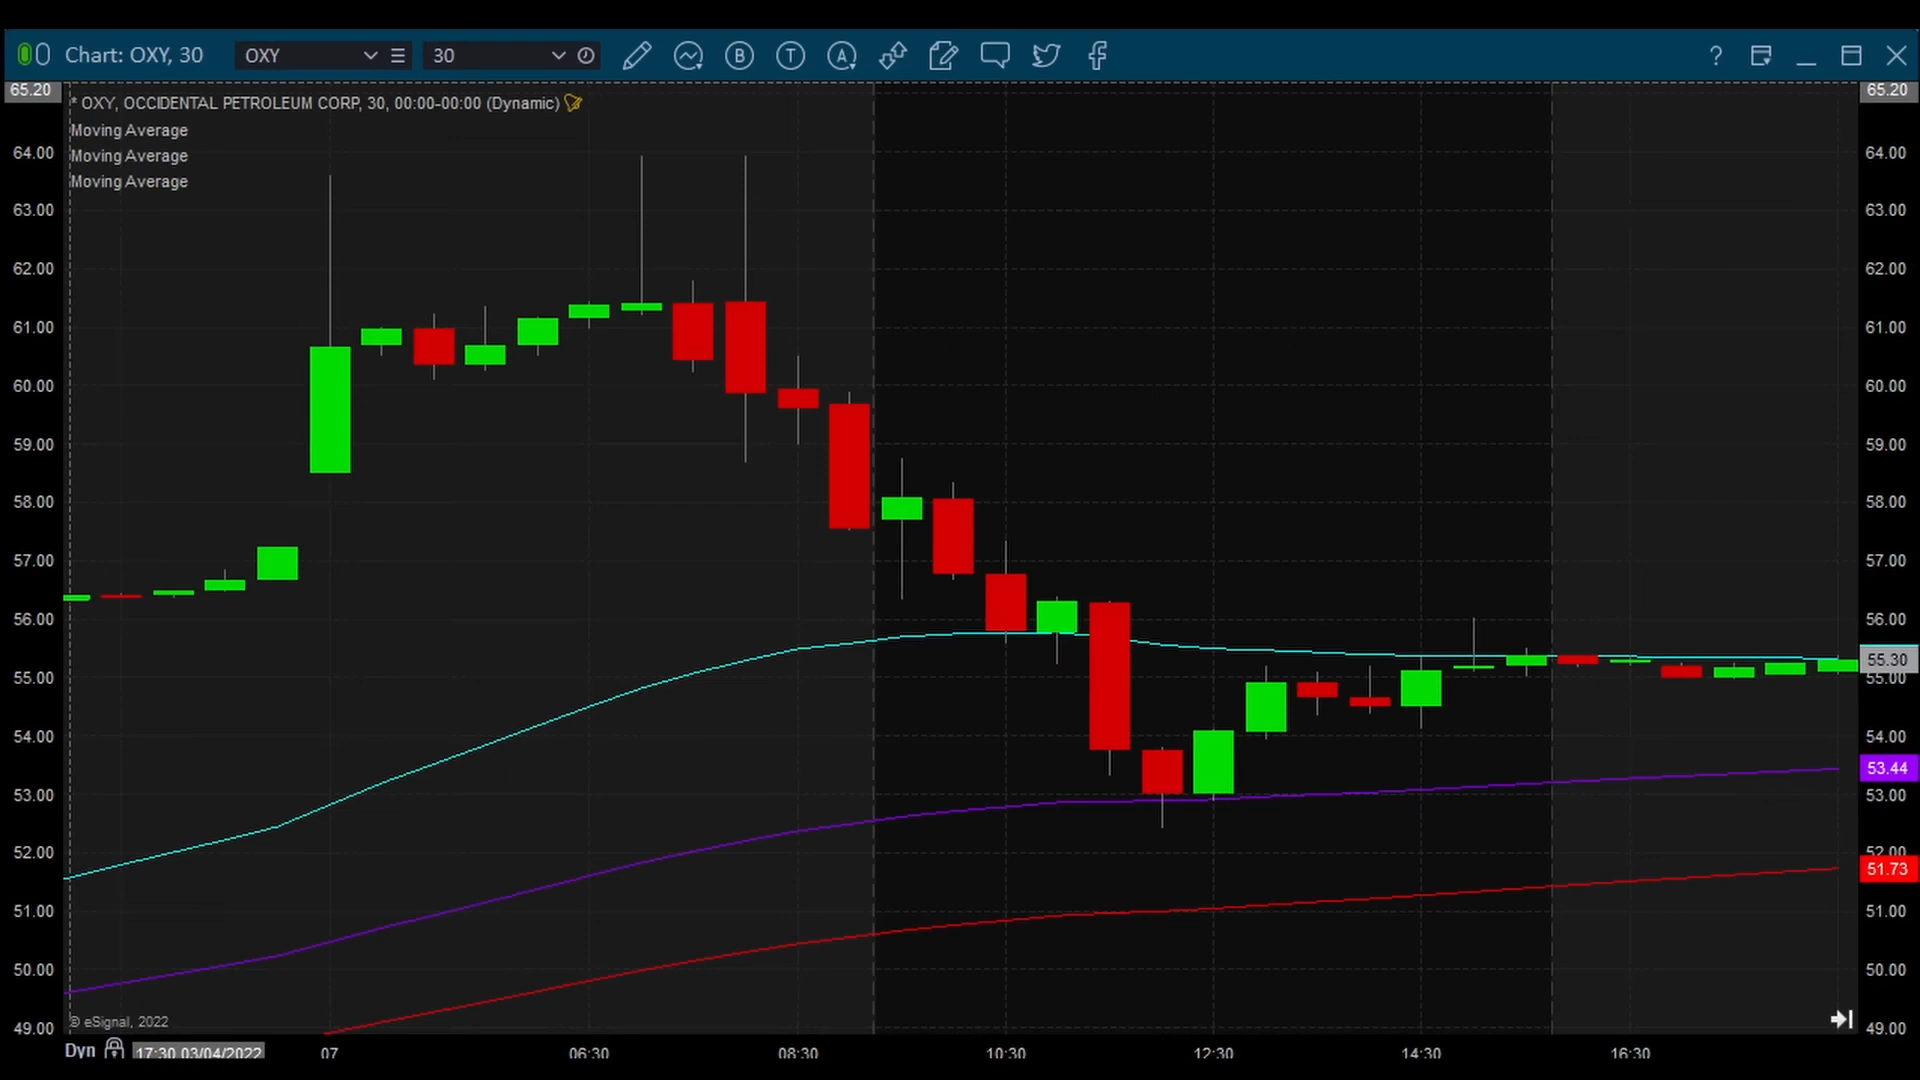 Chart: OXY, 30 OXY 30 B T A ?
65.20 65.20
* OXY, OCCIDENTAL PETROLEUM CORP, 30, 00:00-00:00 (Dynamic)
Moving Average
64.00 Moving Average 64.00
Moving Average
63.00 63.00
62.00 62.00
61.00 61.00
60.00 60.00
59.00 59.00
58.00 58.00
57.00 57.00
56.00 56.00
55.30
55.00 55.00
54.00 54.00
53.44
53.00 53.00
52.00 52.00
51.73
51.00 51.00
50.00 50.00
© eSignal, 2022
49.00 49.00
Dyn 17:30 03/04/2022 07 06:30 08:30 10:30 12:30 14:30 16:30